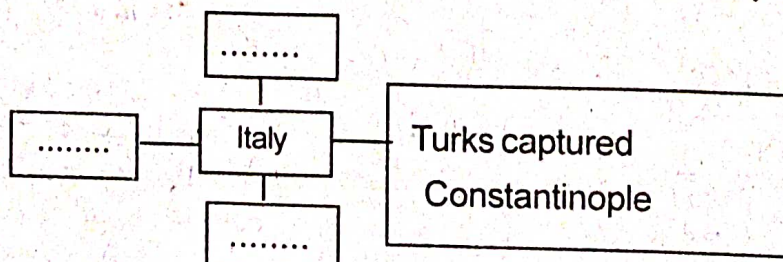 ........
........
Italy
Turks captured
Constantinople
........